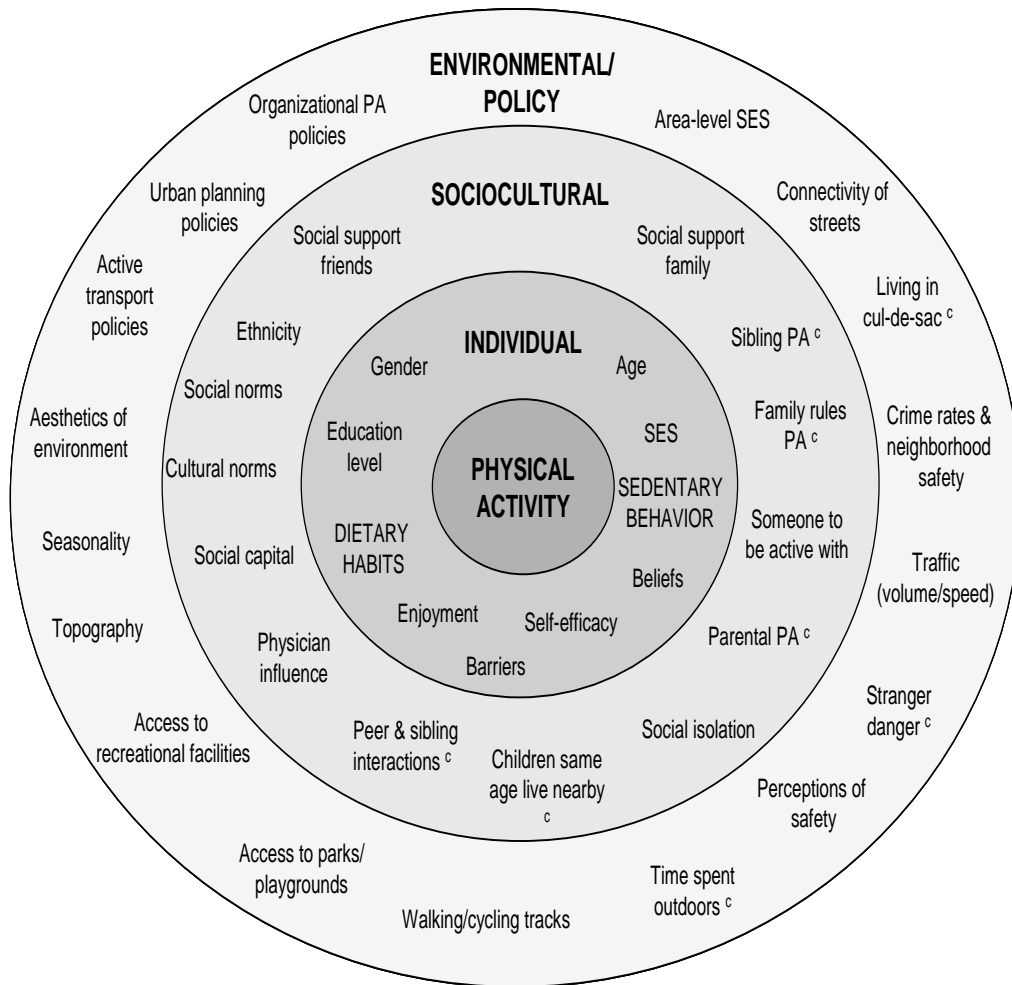 ENVIRONMENTAL/
POLICY
Organizational PA
policies
Area-level SES
Urban planning
policies
Connectivity of
streets
Active
transport
policies
Living in
cul-de-sac c
Aesthetics of
environment
Crime rates &
neighborhood
safety
Seasonality
Traffic
(volume/speed)
Topography
Stranger
danger c
Access to
recreational facilities
Perceptions of
safety
Access to parks/
playgrounds
Walking/cycling tracks
Time spent
outdoors c
SOCIOCULTURAL
Social support
friends
Social support
family
Ethnicity
Sibling PA c
Social norms
Family rules
PA c
Cultural norms
Someone to
be active with
Social capital
Parental PA c
Physician
influence
Social isolation
Peer & sibling
interactions c
Children same
age live nearby
c
INDIVIDUAL
Gender
Age
Education
level
SES
SEDENTARY
BEHAVIOR
DIETARY
HABITS
Beliefs
Enjoyment
Self-efficacy
Barriers
PHYSICAL
ACTIVITY